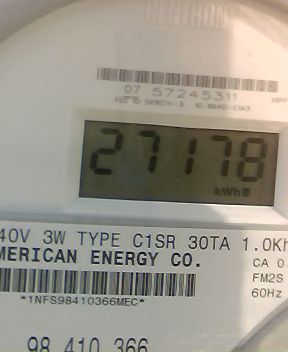 CENTRON
07 57245311
27178
kWh
40V 3W TYPE C1SR 30TA 1.0Kh
MERICAN ENERGY CO.
CA 0
FM2S
*1NFS98410366MEC*
60Hz
98 410 366